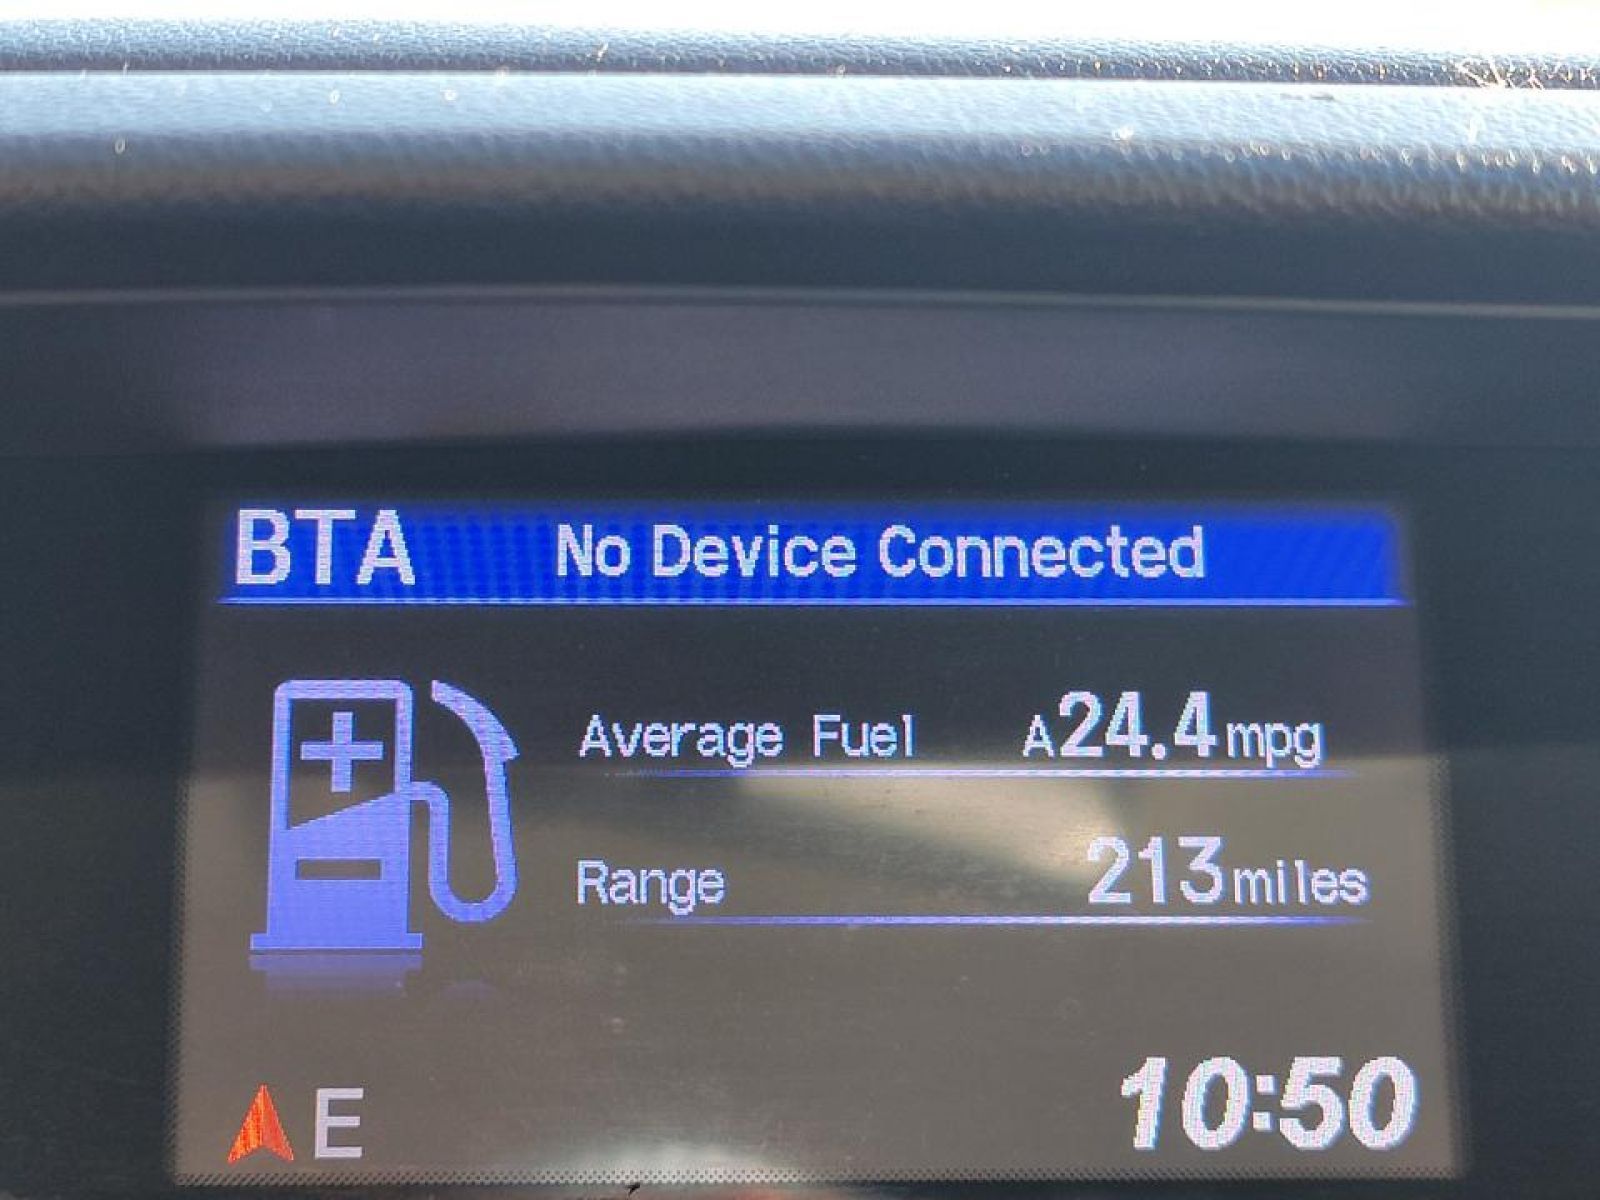 BTA No Device Connected
Average Fuel A24.4mpg
Range 213miles
E 10:50